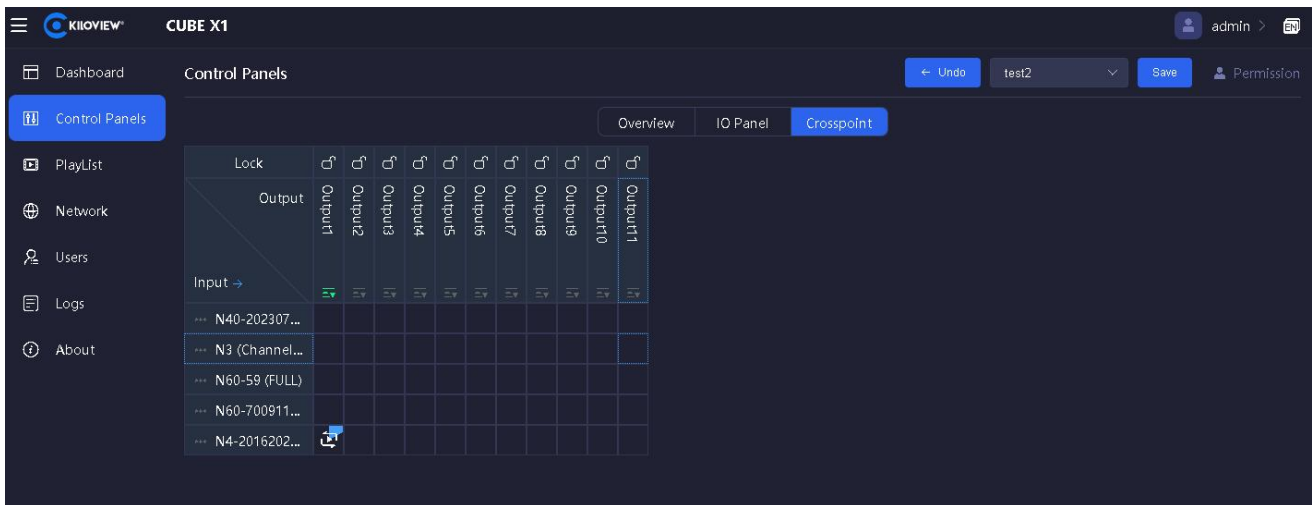 KILOVIEW
CUBE X1
admin >
EN
Dashboard
Control Panels
← Undo
test2
Save
Permission
Control Panels
Overview
IO Panel
Crosspoint
PlayList
Lock
Network
Output
Output1
Output2
Output3
Output4
Output5
Output6
Output7
Output8
Output9
Output10
Output11
Users
Input →
Logs
··· N40-202307...
About
··· N3 (Channel...
··· N60-59 (FULL)
··· N60-700911...
··· N4-2016202...